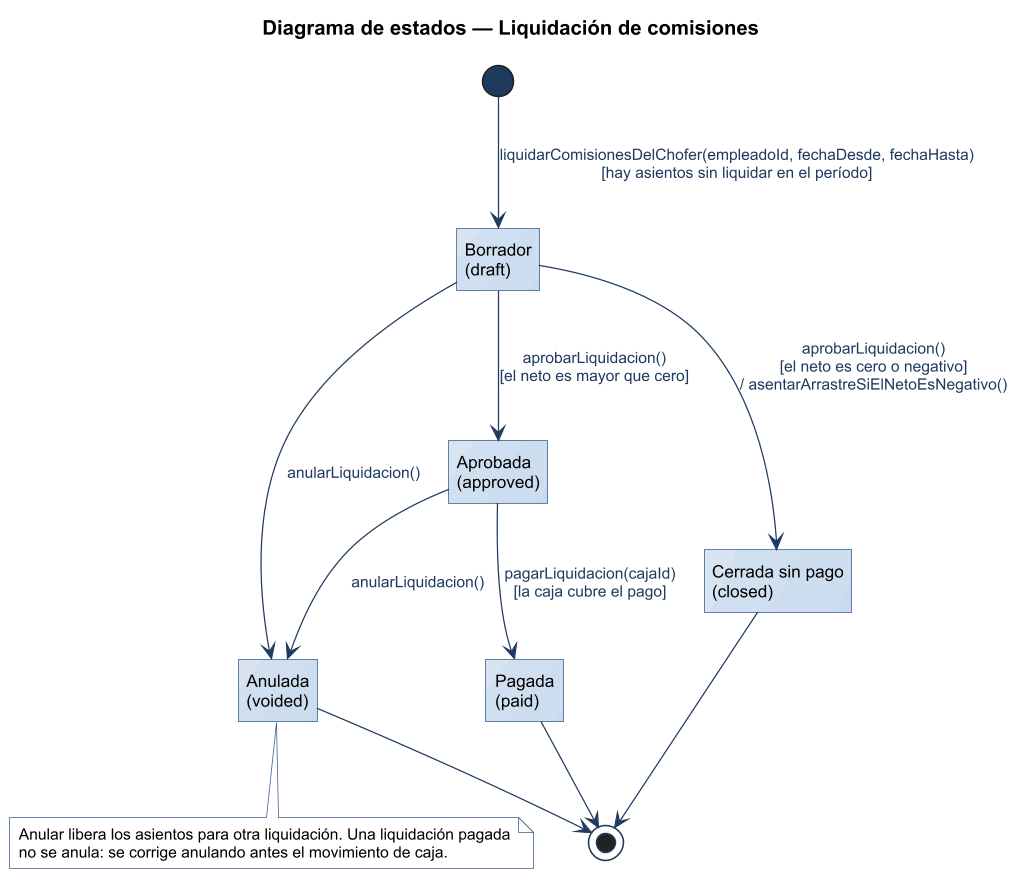 Diagrama de estados — Liquidación de comisiones
liquidarComisionesDelChofer(empleadoId, fechaDesde, fechaHasta)
[hay asientos sin liquidar en el período]
Borrador
(draft)
aprobarLiquidacion()
[el neto es mayor que cero]
aprobarLiquidacion()
[el neto es cero o negativo]
/ asentarArrastreSiElNetoEsNegativo()
anularLiquidacion()
Aprobada
(approved)
anularLiquidacion()
pagarLiquidacion(cajaId)
[la caja cubre el pago]
Cerrada sin pago
(closed)
Anulada
(voided)
Pagada
(paid)
Anular libera los asientos para otra liquidación. Una liquidación pagada
no se anula: se corrige anulando antes el movimiento de caja.